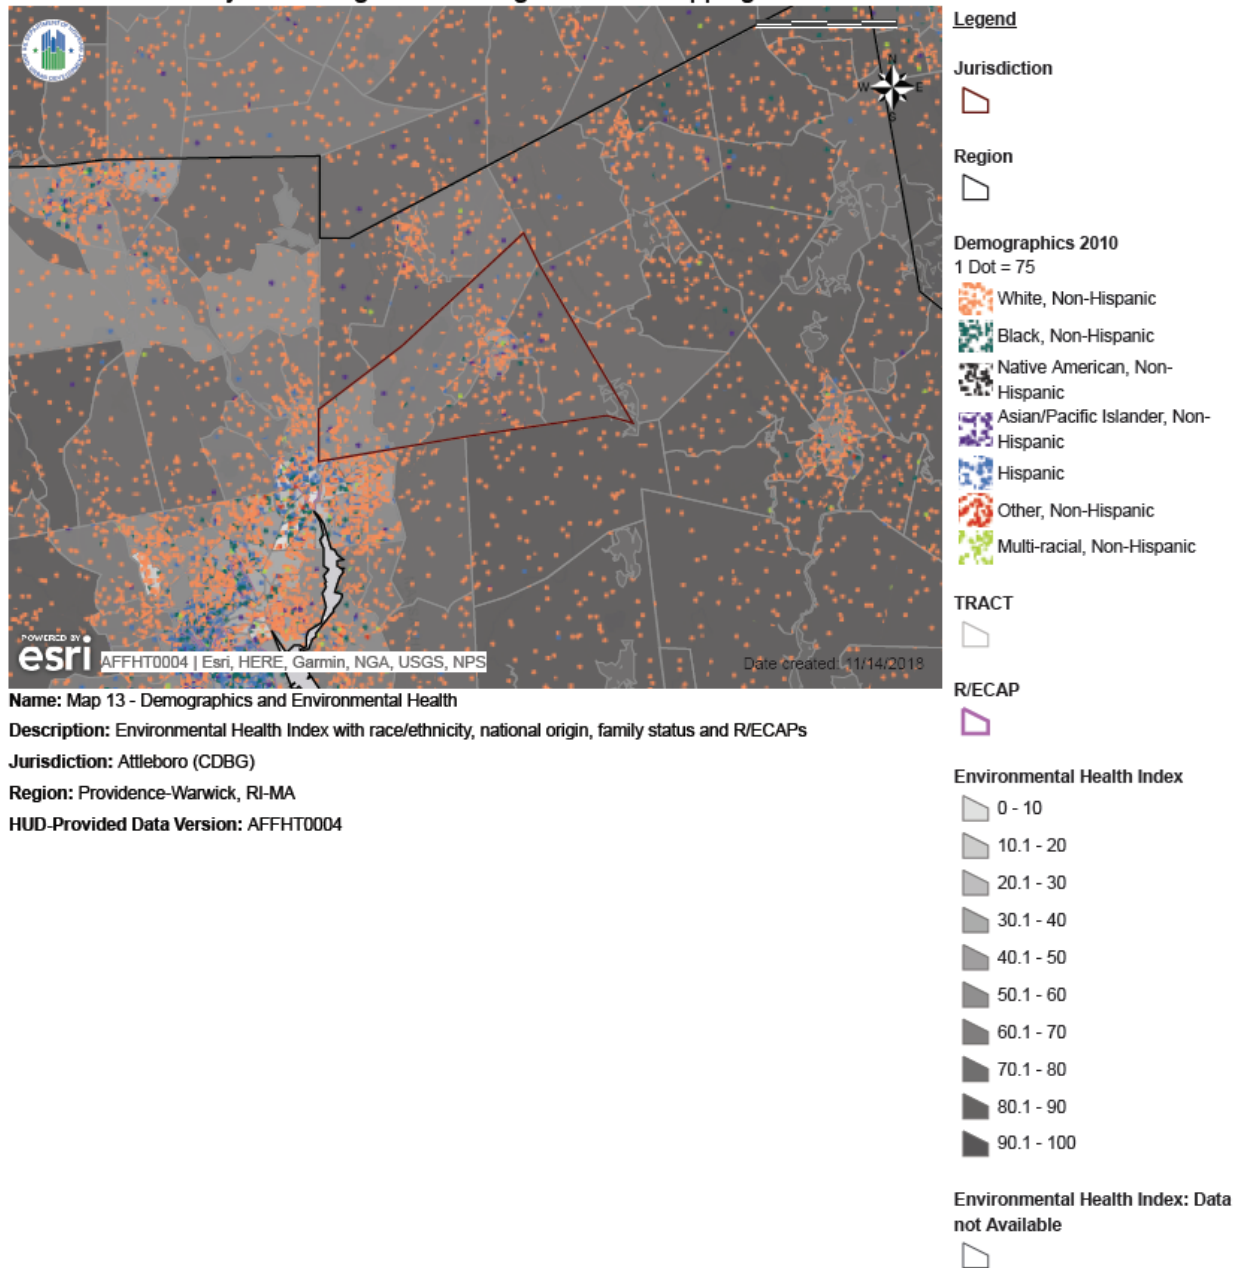 Legend
Jurisdiction
Region
Demographics 2010
1 Dot = 75
White, Non-Hispanic
Black, Non-Hispanic
Native American, Non-
Hispanic
Asian/Pacific Islander, Non-
Hispanic
Hispanic
Other, Non-Hispanic
Multi-racial, Non-Hispanic
TRACT
R/ECAP
Environmental Health Index
0 - 10
10.1 - 20
20.1 - 30
30.1 - 40
40.1 - 50
50.1 - 60
60.1 - 70
70.1 - 80
80.1 - 90
90.1 - 100
Environmental Health Index: Data
not Available
N
W
E
S
POWERED BY
esri
AFFHT0004 | Esri, HERE, Garmin, NGA, USGS, NPS
Date created: 11/14/2018
Name: Map 13 - Demographics and Environmental Health
Description: Environmental Health Index with race/ethnicity, national origin, family status and R/ECAPs
Jurisdiction: Attleboro (CDBG)
Region: Providence-Warwick, RI-MA
HUD-Provided Data Version: AFFHT0004